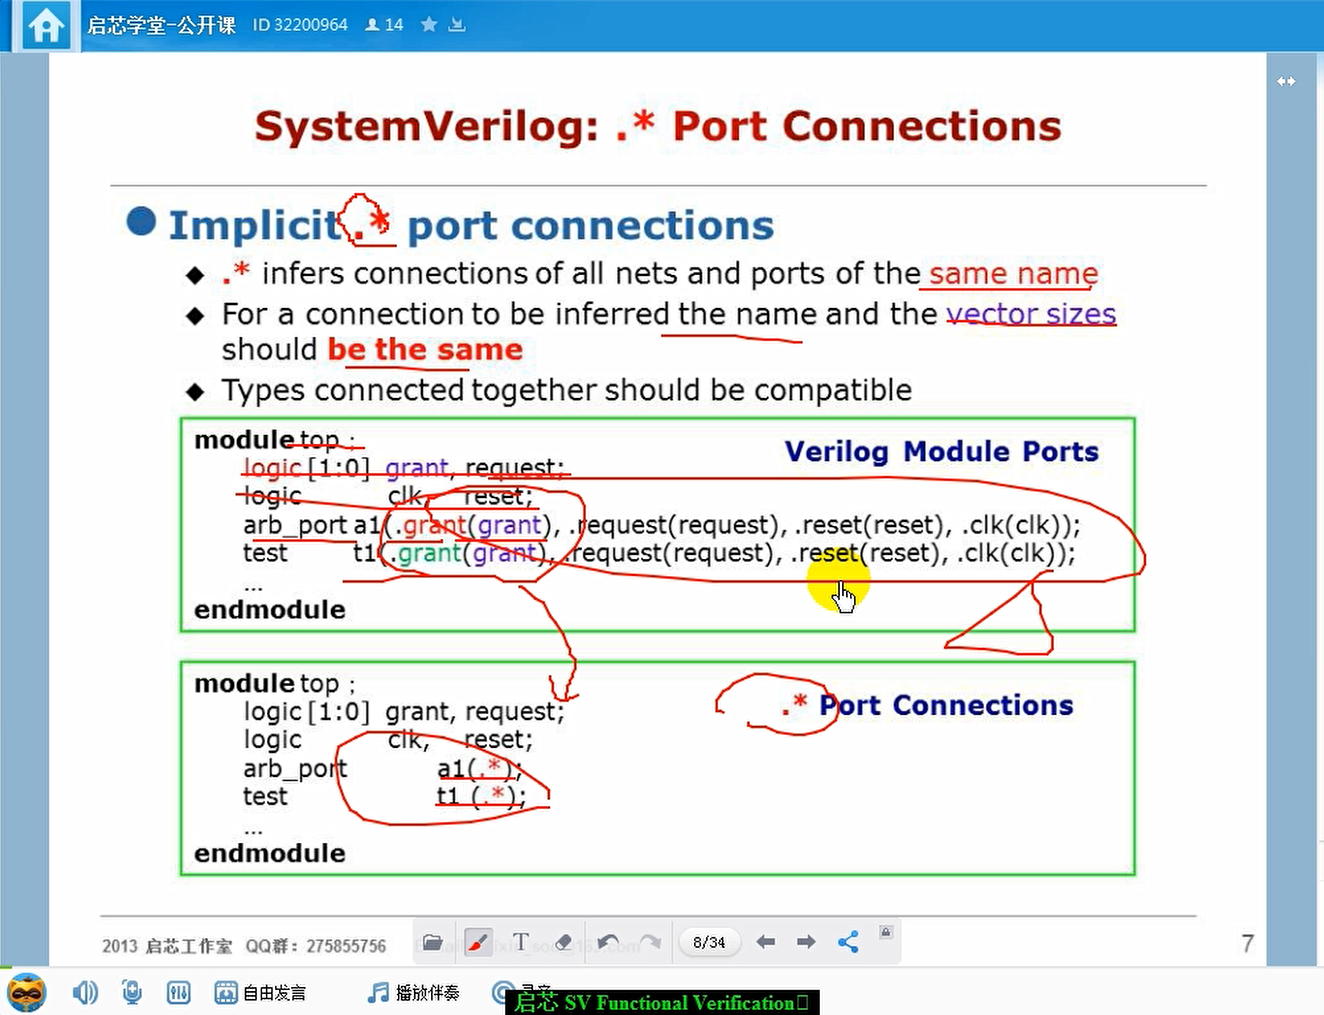 启芯学堂-公开课 ID 32200964 14
SystemVerilog: .* Port Connections
Implicit .* port connections
.* infers connections of all nets and ports of the same name
For a connection to be inferred the name and the vector sizes
should be the same
Types connected together should be compatible
module top ;
Verilog Module Ports
logic [1:0] grant, request;
logic clk, reset;
arb_port a1(.grant(grant), .request(request), .reset(reset), .clk(clk));
test t1(.grant(grant), .request(request), .reset(reset), .clk(clk));
...
endmodule
module top ;
.* Port Connections
logic [1:0] grant, request;
logic clk, reset;
arb_port a1(.*);
test t1 (.*);
...
endmodule
2013 启芯工作室 QQ群：275855756
8/34
7
自由发言 播放伴奏
启芯 SV Functional Verification